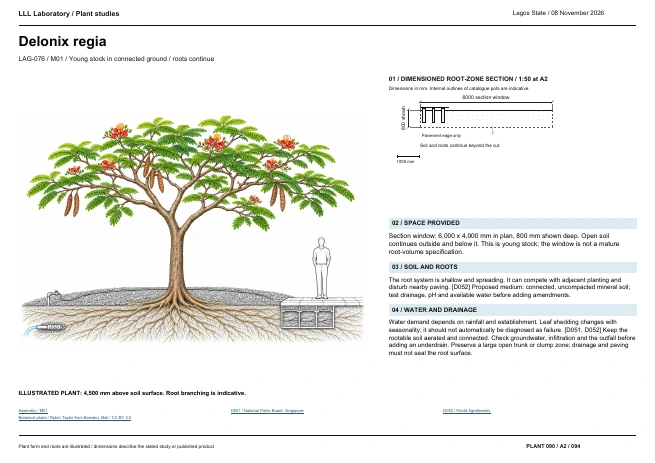 LLL Laboratory / Plant studies
Lagos State / 08 November 2026
Delonix regia
LAG-076 / M01 / Young stock in connected ground / roots continue
01 / DIMENSIONED ROOT-ZONE SECTION / 1:50 at A2
Dimensions in mm. Internal outlines of catalogue pots are indicative.
6000 section window
800 shown
Pavement edge only
Soil and roots continue beyond the cut.
1000 mm
02 / SPACE PROVIDED
Section window: 6,000 x 4,000 mm in plan, 800 mm shown deep. Open soil
continues outside and below it. This is young stock; the window is not a mature
root-volume specification.
03 / SOIL AND ROOTS
The root system is shallow and spreading. It can compete with adjacent planting and
disturb nearby paving. [D052] Proposed medium: connected, uncompacted mineral soil;
test drainage, pH and available water before adding amendments.
04 / WATER AND DRAINAGE
Water demand depends on rainfall and establishment. Leaf shedding changes with
seasonality; it should not automatically be diagnosed as failure. [D051, D052] Keep the
rootable soil aerated and connected. Check groundwater, infiltration and the outfall before
adding an underdrain. Preserve a large open trunk or clump zone; drainage and paving
must not seal the root surface.
ILLUSTRATED PLANT: 4,500 mm above soil surface. Root branching is indicative.
Assembly / M01
D051 / National Parks Board, Singapore
D052 / World Agroforestry
Botanical photo / Robin Taylor from Bamako, Mali / CC BY 2.0
Plant form and roots are illustrated / dimensions describe the stated study or published product
PLANT 090 / A2 / 094